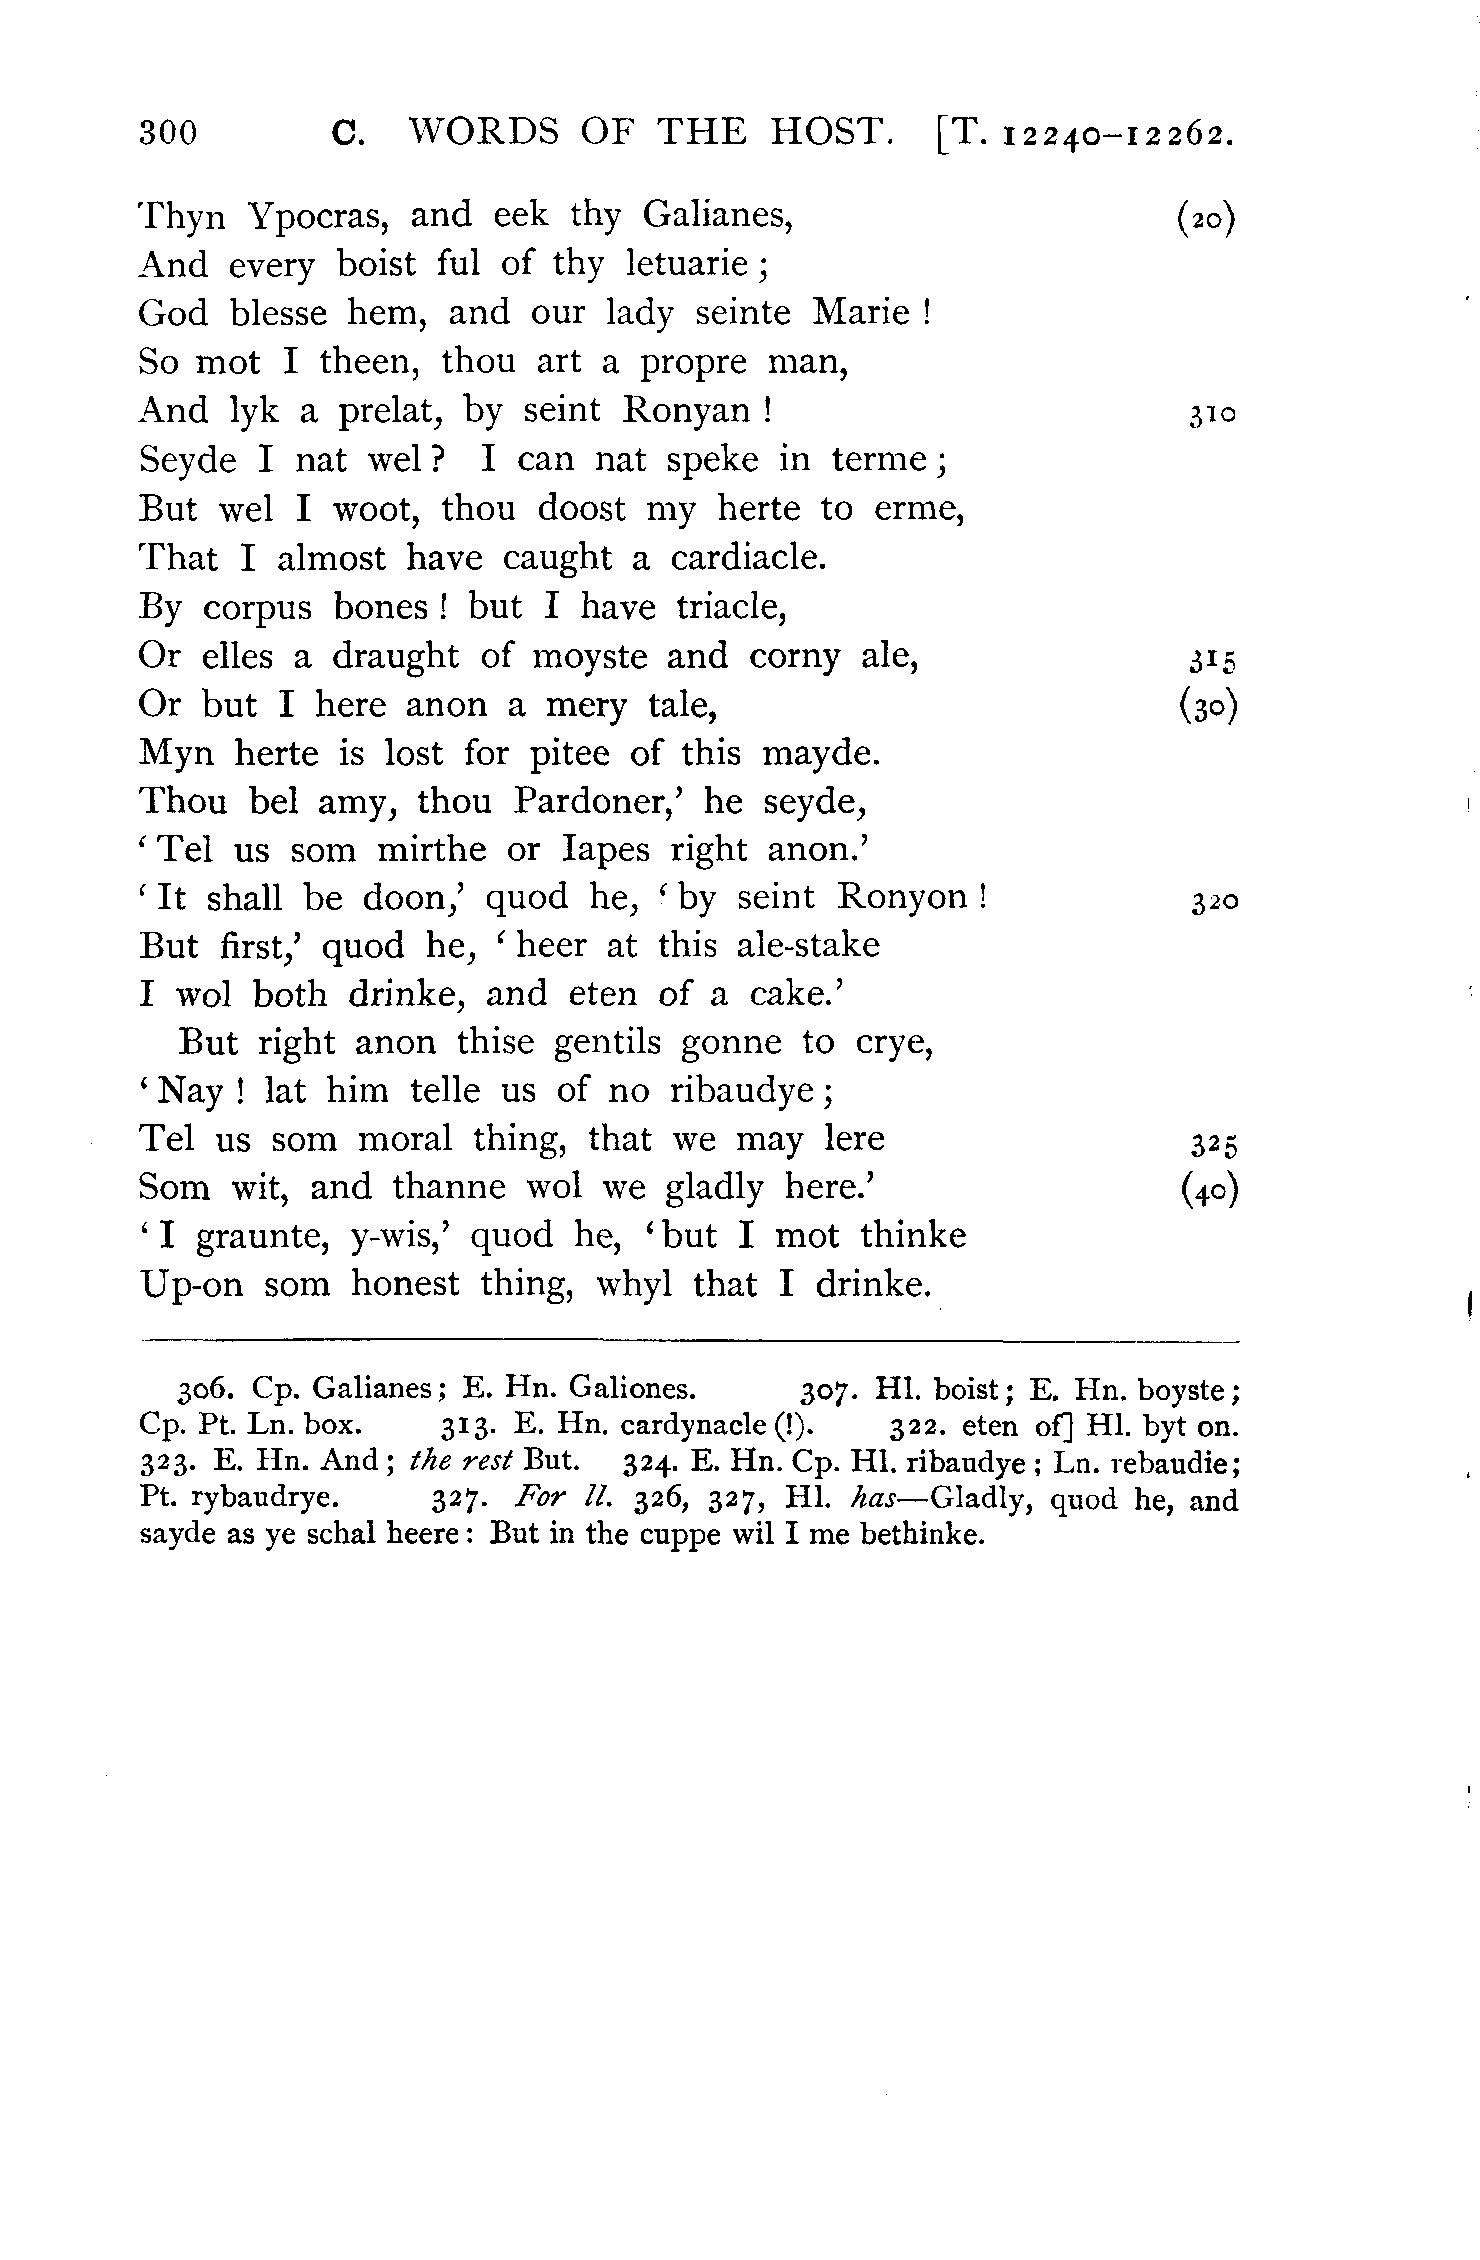 300 C. WORDS OF THE HOST. [T. 12240–12262.
Thyn Ypocras, and eek thy Galianes, (20)
And every boist ful of thy letuarie ;
God blesse hem, and our lady seinte Marie !
So mot I theen, thou art a propre man,
And lyk a prelat, by seint Ronyan ! 310
Seyde I nat wel ? I can nat speke in terme ;
But wel I woot, thou doost my herte to erme,
That I almost have caught a cardiacle.
By corpus bones ! but I have triacle,
Or elles a draught of moyste and corny ale, 315
Or but I here anon a mery tale, (30)
Myn herte is lost for pitee of this mayde.
Thou bel amy, thou Pardoner,’ he seyde,
‘ Tel us som mirthe or Iapes right anon.’
‘ It shall be doon,’ quod he, ‘ by seint Ronyon ! 320
But first,’ quod he, ‘ heer at this ale-stake
I wol both drinke, and eten of a cake.’
But right anon thise gentils gonne to crye,
‘ Nay ! lat him telle us of no ribaudye ;
Tel us som moral thing, that we may lere 325
Som wit, and thanne wol we gladly here.’ (40)
‘ I graunte, y-wis,’ quod he, ‘ but I mot thinke
Up-on som honest thing, whyl that I drinke.
306. Cp. Galianes; E. Hn. Galiones. 307. Hl. boist; E. Hn. boyste;
Cp. Pt. Ln. box. 313. E. Hn. cardynacle (!). 322. eten of] Hl. byt on.
323. E. Hn. And ; the rest But. 324. E. Hn. Cp. Hl. ribaudye ; Ln. rebaudie;
Pt. rybaudrye. 327. For ll. 326, 327, Hl. has—Gladly, quod he, and
sayde as ye schal heere : But in the cuppe wil I me bethinke.